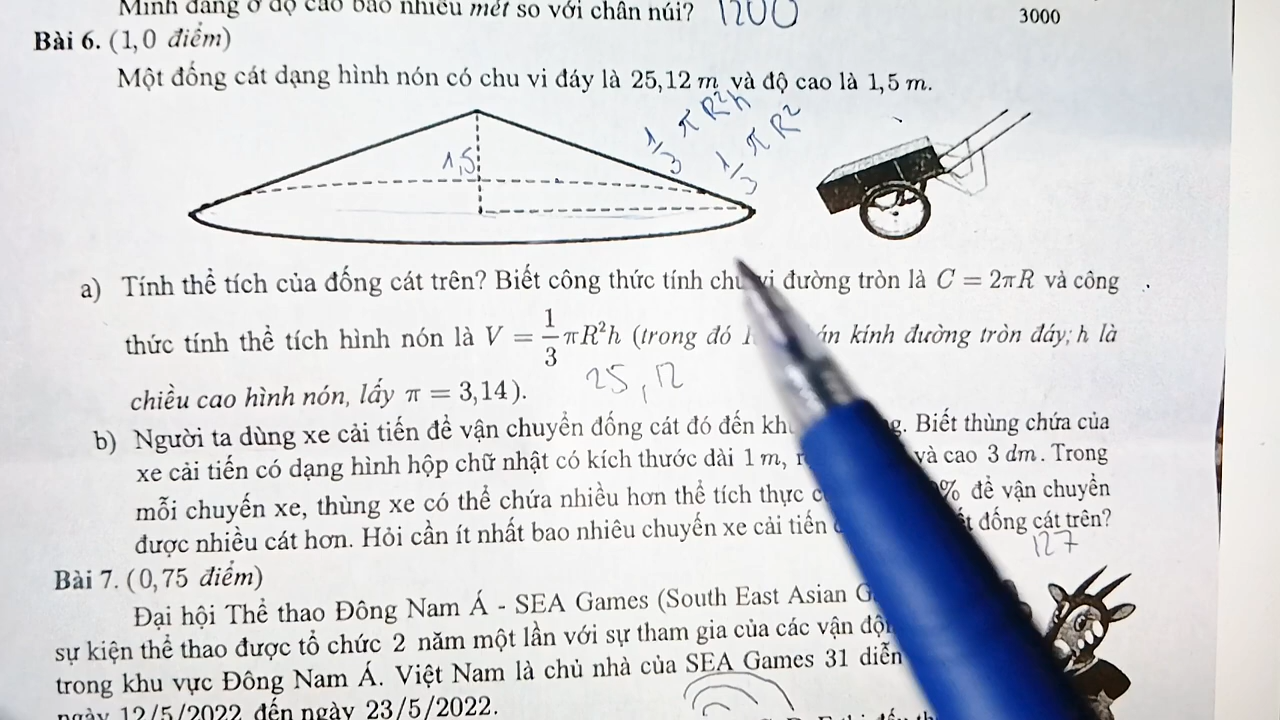 Minh đang ở độ cao bao nhiêu mét so với chân núi? 1200
3000
Bài 6. (1,0 điểm)
Một đống cát dạng hình nón có chu vi đáy là 25,12 m và độ cao là 1,5 m.
1/3 π R²h
1/3 π R²
1,5
a) Tính thể tích của đống cát trên? Biết công thức tính chu vi đường tròn là C = 2πR và công
thức tính thể tích hình nón là V = 1/3 πR²h (trong đó kính đường tròn đáy; h là
25,12
chiều cao hình nón, lấy π = 3,14).
b) Người ta dùng xe cải tiến để vận chuyển đống cát đó đến Biết thùng chứa của
xe cải tiến có dạng hình hộp chữ nhật có kích thước dài 1 m, và cao 3 dm. Trong
mỗi chuyến xe, thùng xe có thể chứa nhiều hơn thể tích thực % để vận chuyển
được nhiều cát hơn. Hỏi cần ít nhất bao nhiêu chuyến xe cải tiến đống cát trên?
127
Bài 7. (0,75 điểm)
Đại hội Thể thao Đông Nam Á - SEA Games (South East Asian
sự kiện thể thao được tổ chức 2 năm một lần với sự tham gia của các vận
trong khu vực Đông Nam Á. Việt Nam là chủ nhà của SEA Games 31 diễn
ngày 12/5/2022 đến ngày 23/5/2022.